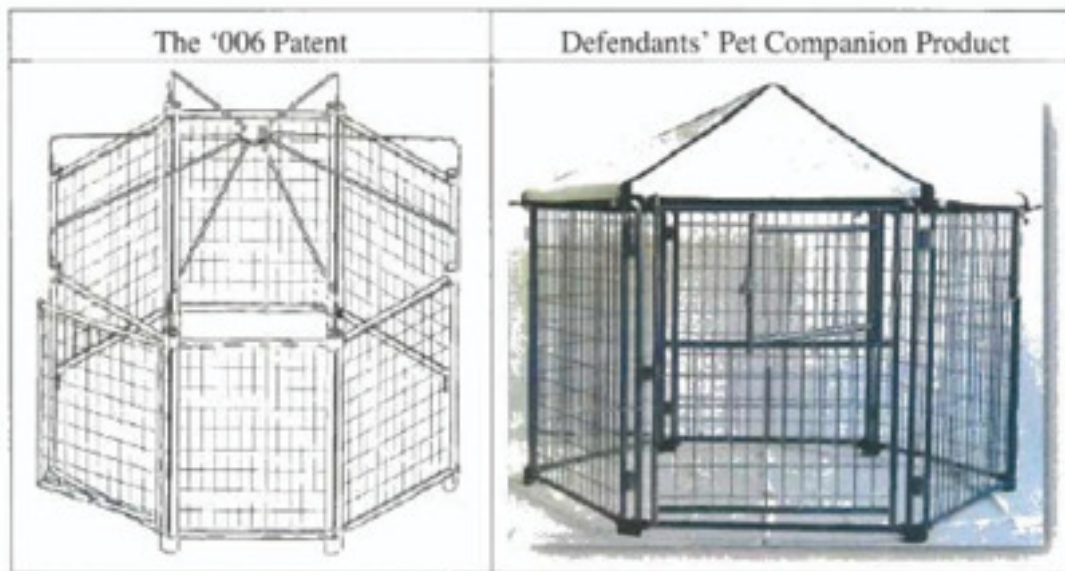 The ‘006 Patent
Defendants’ Pet Companion Product